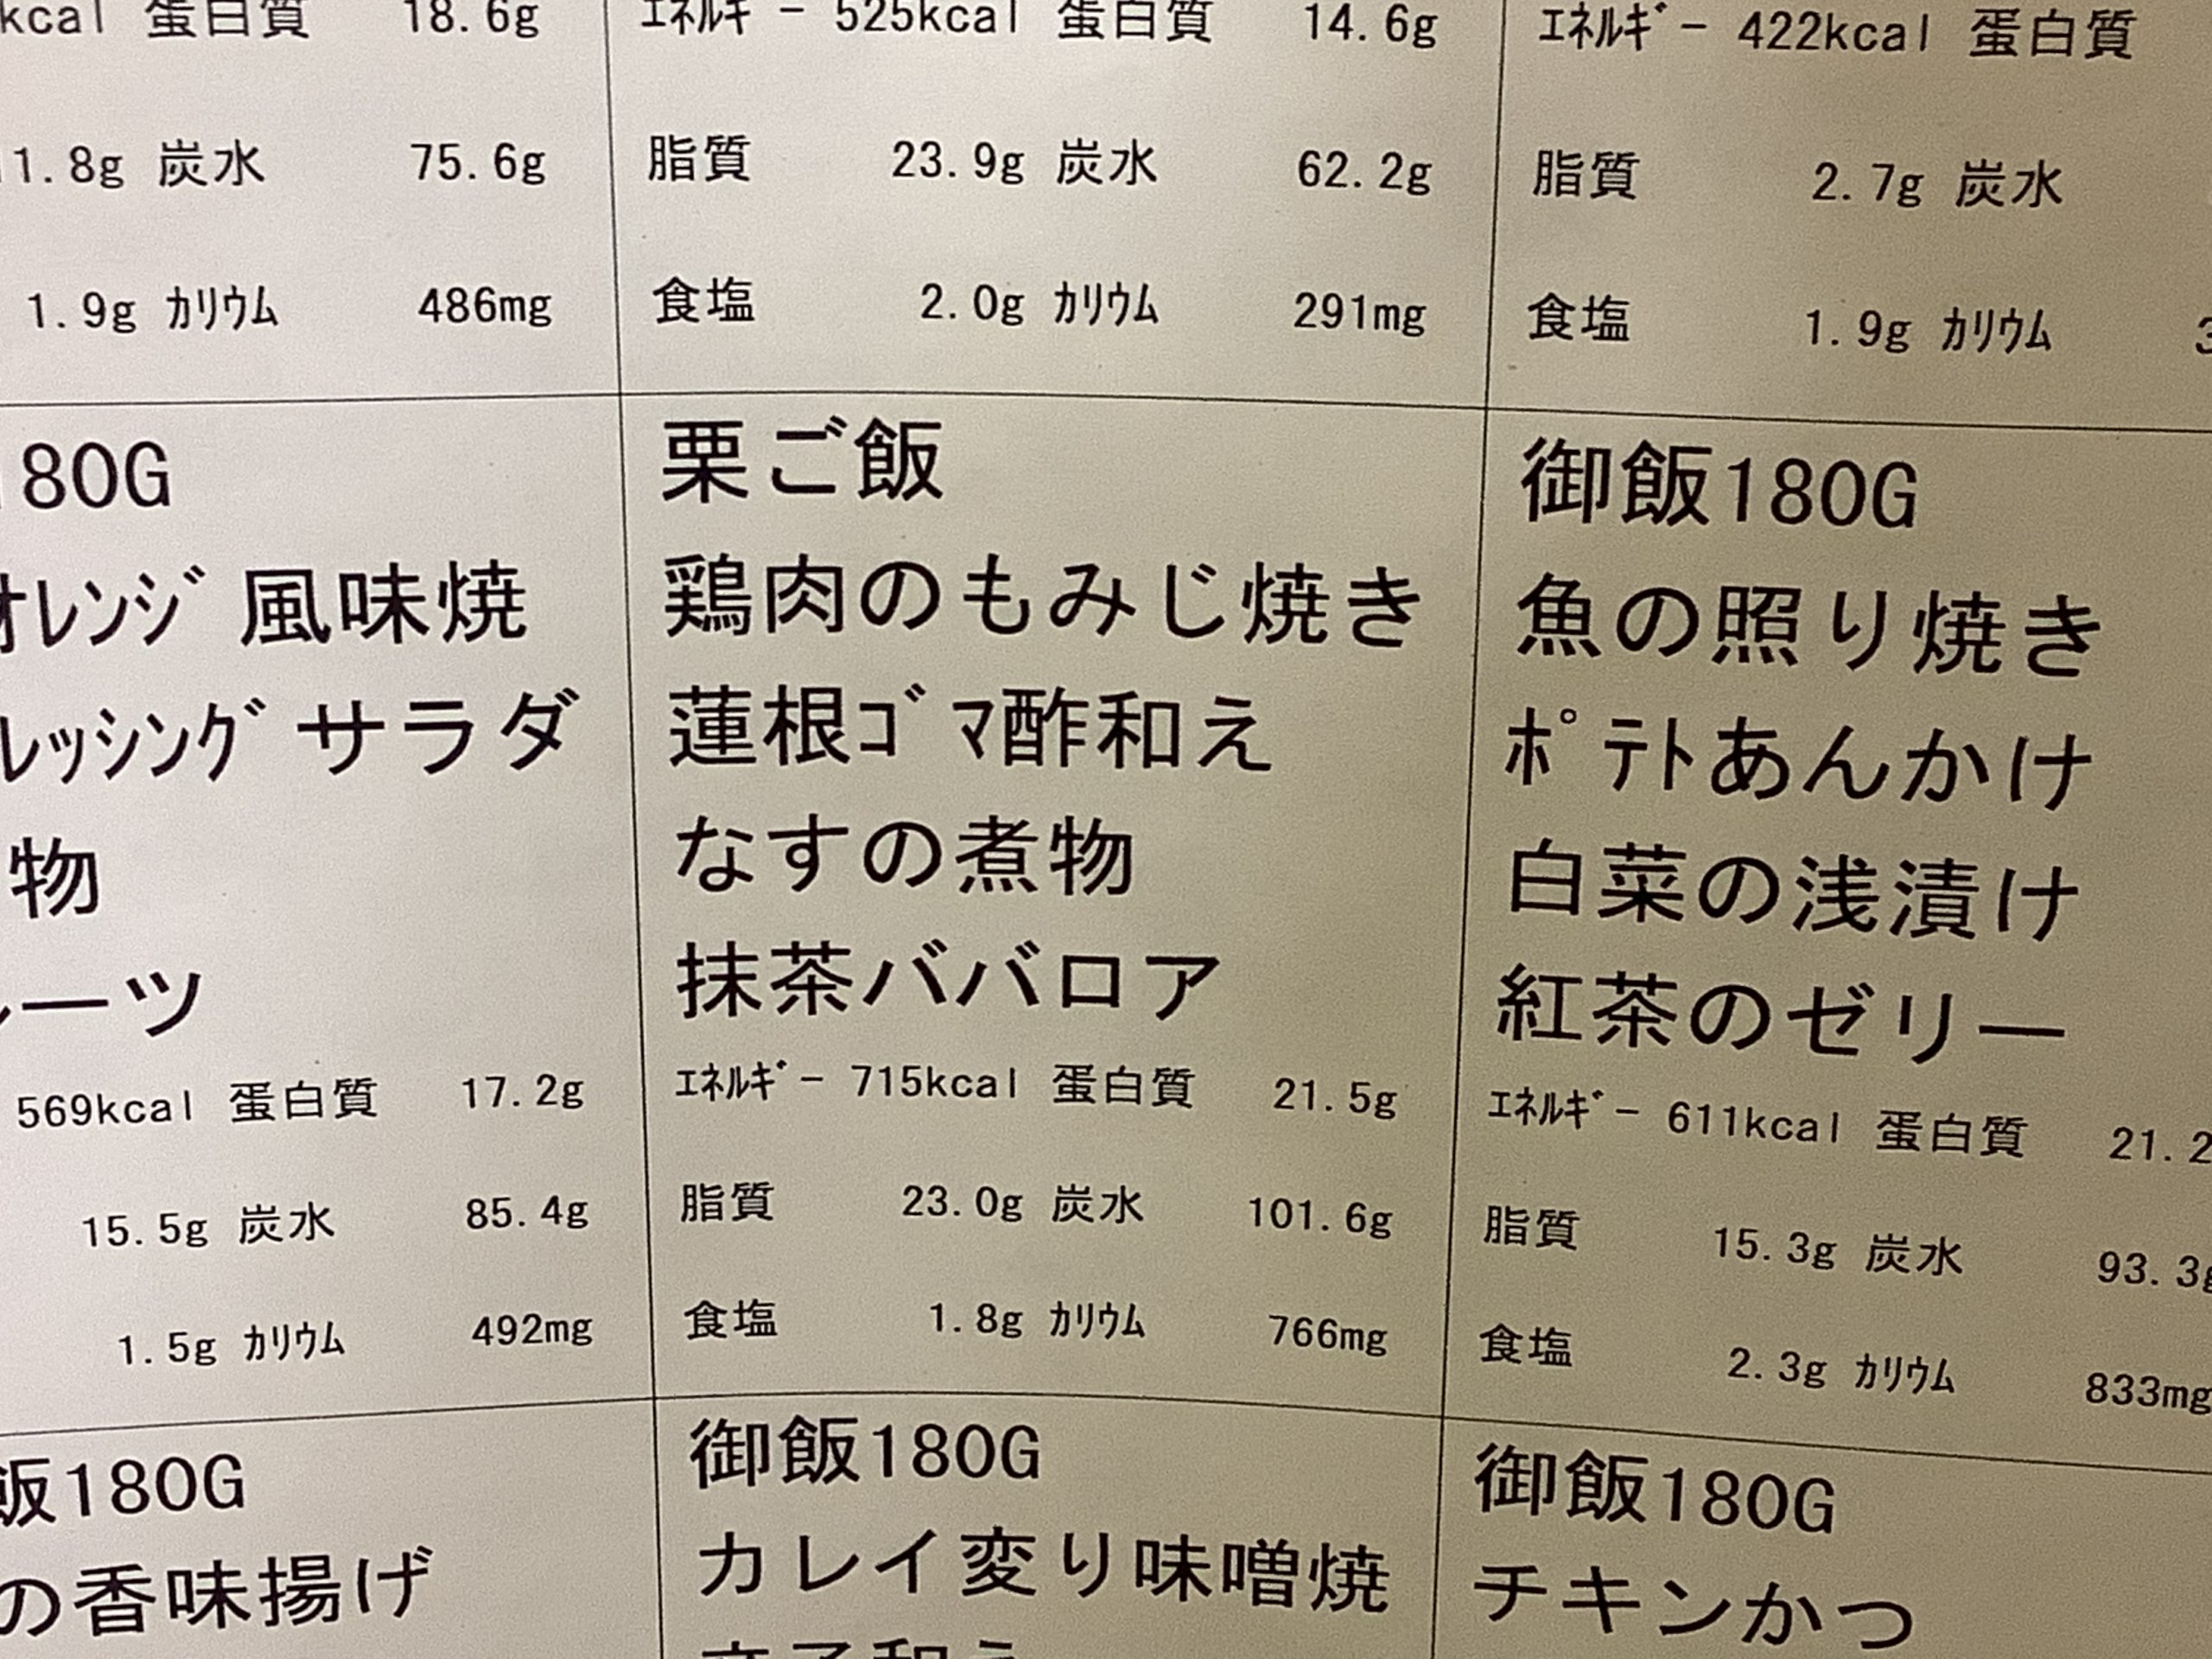 kcal 蛋白質 18.6g
11.8g 炭水 75.6g
1.9g ｶﾘｳﾑ 486mg
ｴﾈﾙｷﾞｰ 525kcal 蛋白質 14.6g
脂質 23.9g 炭水 62.2g
食塩 2.0g ｶﾘｳﾑ 291mg
ｴﾈﾙｷﾞｰ 422kcal 蛋白質
脂質 2.7g 炭水
食塩 1.9g ｶﾘｳﾑ 3
180G
ｵﾚﾝｼﾞ風味焼
ﾚｯｼﾝｸﾞサラダ
物
ルーツ
569kcal 蛋白質 17.2g
15.5g 炭水 85.4g
1.5g ｶﾘｳﾑ 492mg
栗ご飯
鶏肉のもみじ焼き
蓮根ｺﾞﾏ酢和え
なすの煮物
抹茶ババロア
ｴﾈﾙｷﾞｰ 715kcal 蛋白質 21.5g
脂質 23.0g 炭水 101.6g
食塩 1.8g ｶﾘｳﾑ 766mg
御飯180G
魚の照り焼き
ﾎﾟﾃﾄあんかけ
白菜の浅漬け
紅茶のゼリー
ｴﾈﾙｷﾞｰ 611kcal 蛋白質 21.2
脂質 15.3g 炭水 93.3g
食塩 2.3g ｶﾘｳﾑ 833mg
飯180G
の香味揚げ
御飯180G
カレイ変り味噌焼
御飯180G
チキンかつ